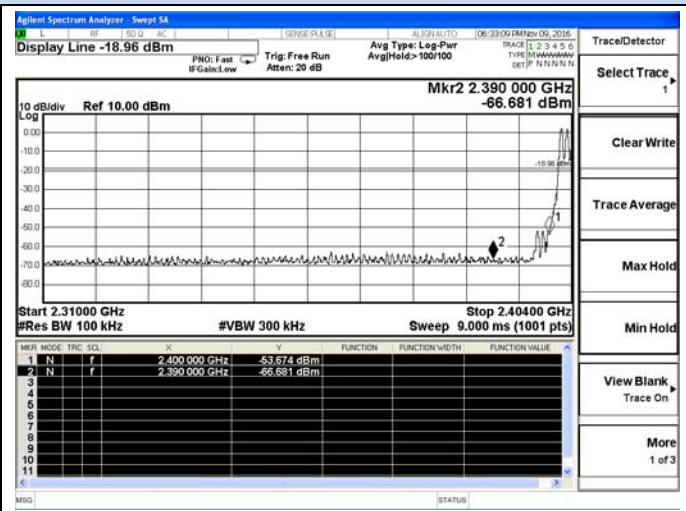 Agilent Spectrum Analyzer - Swept SA
L RF 50 Ω AC SENSE:PULSE ALIGN AUTO 06:33:09 PM Nov 09, 2016
Display Line -18.96 dBm
PNO: Fast Trig: Free Run Avg Type: Log-Pwr TRACE 1 2 3 4 5 6
IFGain:Low Atten: 20 dB Avg|Hold:> 100/100 TYPE M
DET P N N N N N
Trace/Detector
Select Trace
1
Mkr2 2.390 000 GHz
-66.681 dBm
10 dB/div Ref 10.00 dBm
Log
0.00
-10.0
-20.0
-30.0
-40.0
-50.0
-60.0
-70.0
-80.0
-18.96 dBm
1
2
Clear Write
Trace Average
Max Hold
Start 2.31000 GHz Stop 2.40400 GHz
#Res BW 100 kHz #VBW 300 kHz Sweep 9.000 ms (1001 pts)
Min Hold
MKR MODE TRC SCL X Y FUNCTION FUNCTION WIDTH FUNCTION VALUE
1 N f 2.400 000 GHz -53.674 dBm
2 N f 2.390 000 GHz -66.681 dBm
3
4
5
6
7
8
9
10
11
View Blank
Trace On
More
1 of 3
MSG STATUS